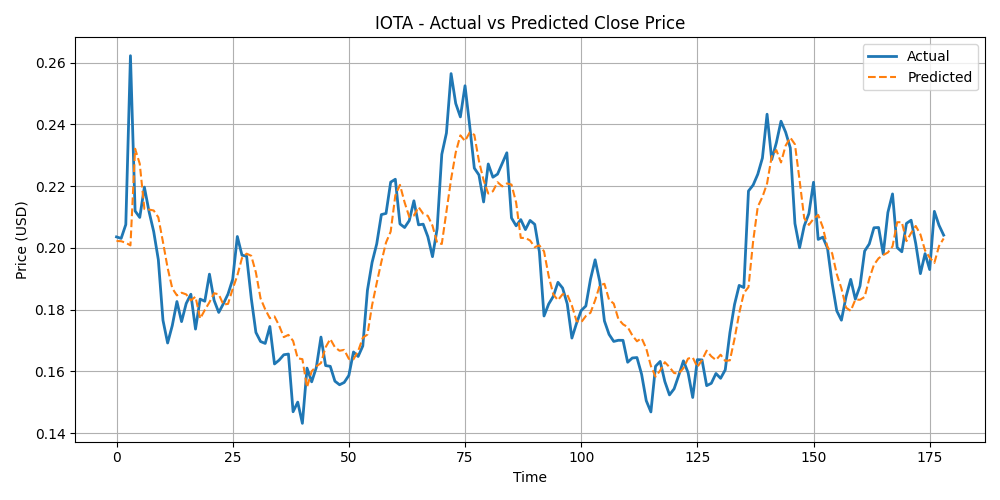 IOTA - Actual vs Predicted Close Price
Actual
Predicted
Price (USD)
0.26
0.24
0.22
0.20
0.18
0.16
0.14
0 25 50 75 100 125 150 175
Time